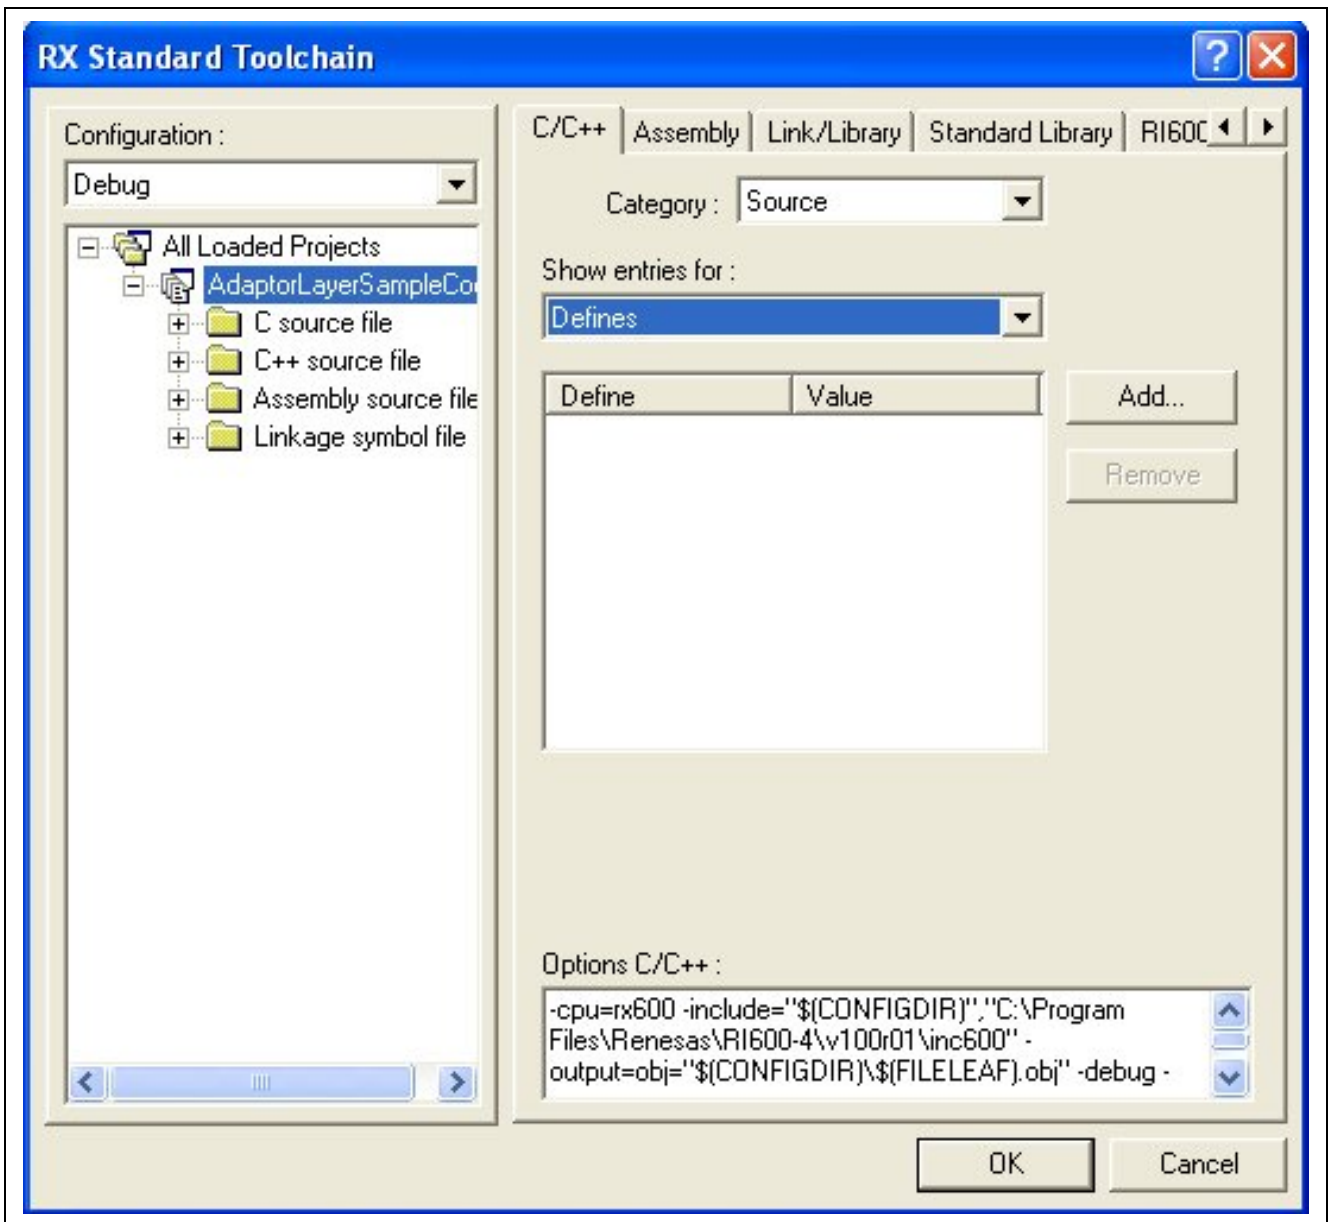 RX Standard Toolchain
Configuration :
Debug
All Loaded Projects
AdaptorLayerSampleCo
C source file
C++ source file
Assembly source file
Linkage symbol file
C/C++ Assembly Link/Library Standard Library RI600
Category : Source
Show entries for :
Defines
Define Value
Add...
Remove
Options C/C++ :
-cpu=rx600 -include="$(CONFIGDIR)","C:\Program
Files\Renesas\RI600-4\v100r01\inc600" -
output=obj="$(CONFIGDIR)\$(FILELEAF).obj" -debug -
OK Cancel